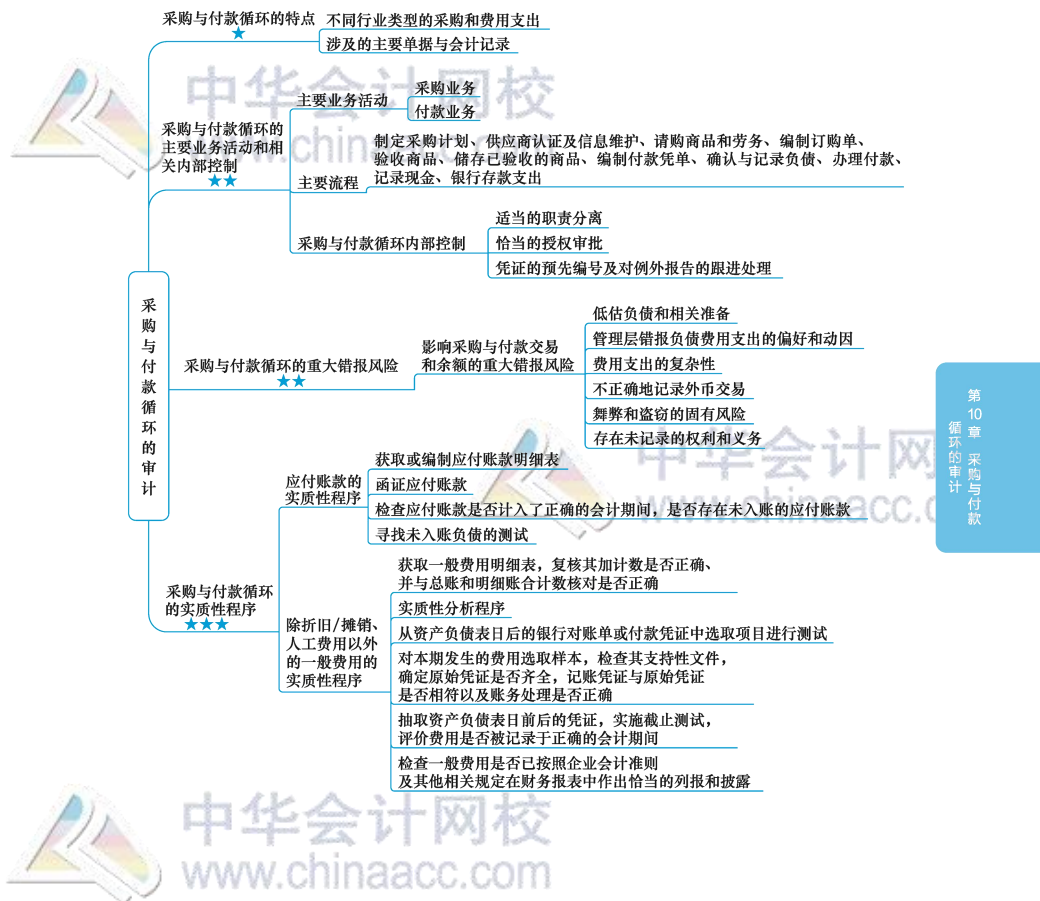 采购与付款循环的特点
★
不同行业类型的采购和费用支出
涉及的主要单据与会计记录
采购与付款循环的
主要业务活动和相
关内部控制
★★
主要业务活动
采购业务
付款业务
主要流程
制定采购计划、供应商认证及信息维护、请购商品和劳务、编制订购单、
验收商品、储存已验收的商品、编制付款凭单、确认与记录负债、办理付款、
记录现金、银行存款支出
采购与付款循环内部控制
适当的职责分离
恰当的授权审批
凭证的预先编号及对例外报告的跟进处理
采购与付款循环的审计
采购与付款循环的重大错报风险
★★
影响采购与付款交易
和余额的重大错报风险
低估负债和相关准备
管理层错报负债费用支出的偏好和动因
费用支出的复杂性
不正确地记录外币交易
舞弊和盗窃的固有风险
存在未记录的权利和义务
采购与付款循环
的实质性程序
★★★
应付账款的
实质性程序
获取或编制应付账款明细表
函证应付账款
检查应付账款是否计入了正确的会计期间，是否存在未入账的应付账款
寻找未入账负债的测试
除折旧/摊销、
人工费用以外
的一般费用的
实质性程序
获取一般费用明细表，复核其加计数是否正确、
并与总账和明细账合计数核对是否正确
实质性分析程序
从资产负债表日后的银行对账单或付款凭证中选取项目进行测试
对本期发生的费用选取样本，检查其支持性文件，
确定原始凭证是否齐全，记账凭证与原始凭证
是否相符以及账务处理是否正确
抽取资产负债表日前后的凭证，实施截止测试，
评价费用是否被记录于正确的会计期间
检查一般费用是否已按照企业会计准则
及其他相关规定在财务报表中作出恰当的列报和披露
第10章 采购与付款
循环的审计
中华会计网校
www.chinaacc.com
中华会计网
www.chinaacc.c
中华会计网校
www.chinaacc.com